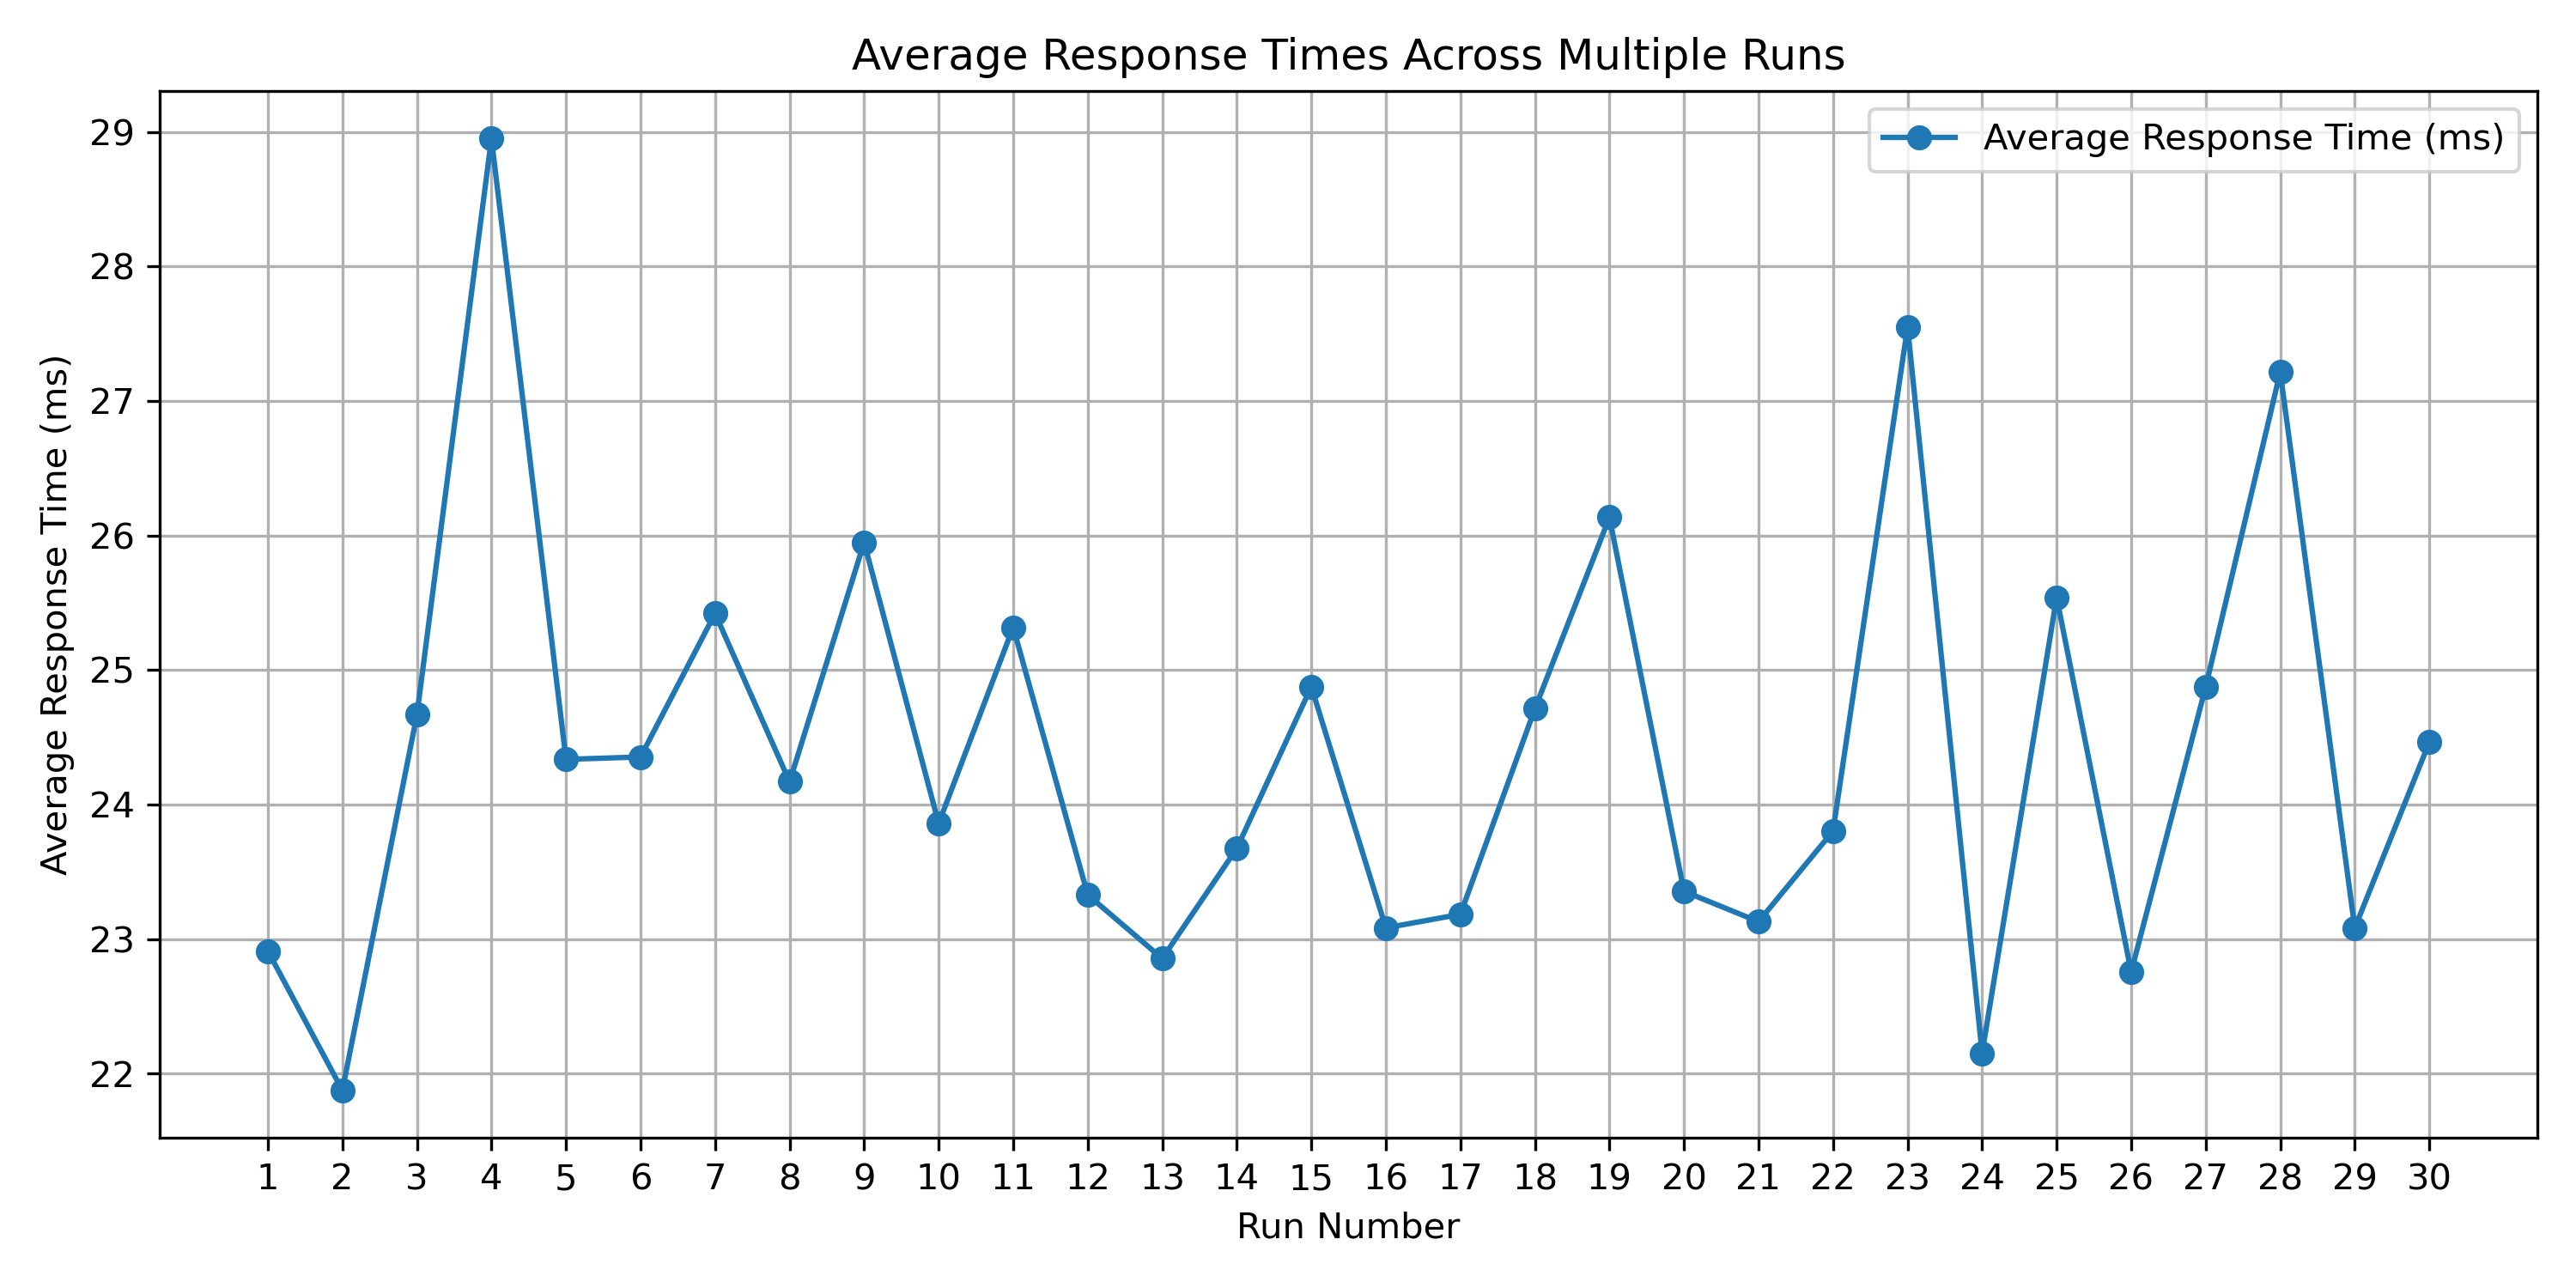 Average Response Times Across Multiple Runs
Average Response Time (ms)
29
28
27
26
25
24
23
22
Average Response Time (ms)
1 2 3 4 5 6 7 8 9 10 11 12 13 14 15 16 17 18 19 20 21 22 23 24 25 26 27 28 29 30
Run Number